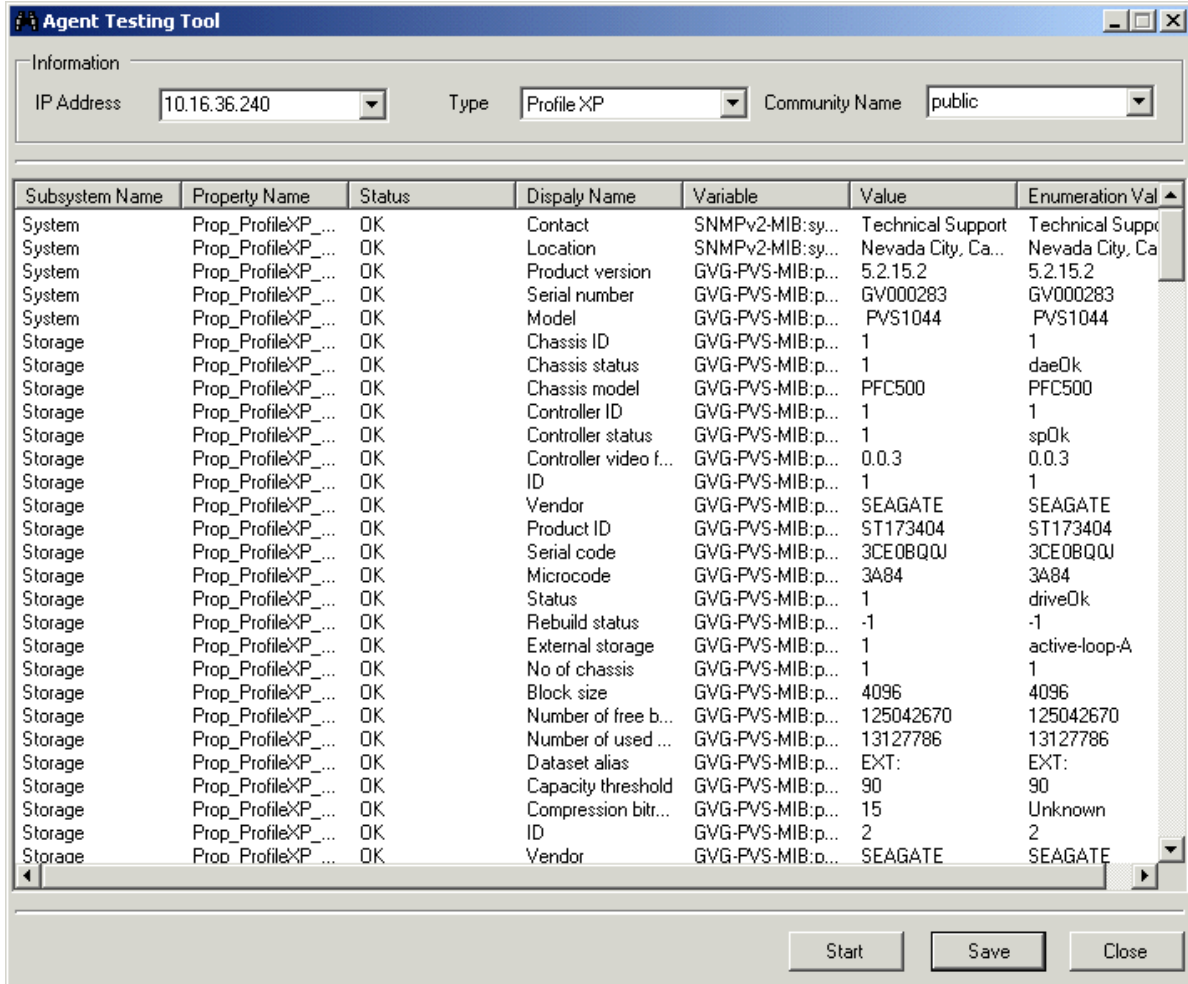 Agent Testing Tool
Information
IP Address 10.16.36.240 Type Profile XP Community Name public
Subsystem Name Property Name Status Dispaly Name Variable Value Enumeration Val
System Prop_ProfileXP_... OK Contact SNMPv2-MIB:sy... Technical Support Technical Suppo
System Prop_ProfileXP_... OK Location SNMPv2-MIB:sy... Nevada City, Ca... Nevada City, Ca
System Prop_ProfileXP_... OK Product version GVG-PVS-MIB:p... 5.2.15.2 5.2.15.2
System Prop_ProfileXP_... OK Serial number GVG-PVS-MIB:p... GV000283 GV000283
System Prop_ProfileXP_... OK Model GVG-PVS-MIB:p... PVS1044 PVS1044
Storage Prop_ProfileXP_... OK Chassis ID GVG-PVS-MIB:p... 1 1
Storage Prop_ProfileXP_... OK Chassis status GVG-PVS-MIB:p... 1 daeOk
Storage Prop_ProfileXP_... OK Chassis model GVG-PVS-MIB:p... PFC500 PFC500
Storage Prop_ProfileXP_... OK Controller ID GVG-PVS-MIB:p... 1 1
Storage Prop_ProfileXP_... OK Controller status GVG-PVS-MIB:p... 1 spOk
Storage Prop_ProfileXP_... OK Controller video f... GVG-PVS-MIB:p... 0.0.3 0.0.3
Storage Prop_ProfileXP_... OK ID GVG-PVS-MIB:p... 1 1
Storage Prop_ProfileXP_... OK Vendor GVG-PVS-MIB:p... SEAGATE SEAGATE
Storage Prop_ProfileXP_... OK Product ID GVG-PVS-MIB:p... ST173404 ST173404
Storage Prop_ProfileXP_... OK Serial code GVG-PVS-MIB:p... 3CE0BQ0J 3CE0BQ0J
Storage Prop_ProfileXP_... OK Microcode GVG-PVS-MIB:p... 3A84 3A84
Storage Prop_ProfileXP_... OK Status GVG-PVS-MIB:p... 1 driveOk
Storage Prop_ProfileXP_... OK Rebuild status GVG-PVS-MIB:p... -1 -1
Storage Prop_ProfileXP_... OK External storage GVG-PVS-MIB:p... 1 active-loop-A
Storage Prop_ProfileXP_... OK No of chassis GVG-PVS-MIB:p... 1 1
Storage Prop_ProfileXP_... OK Block size GVG-PVS-MIB:p... 4096 4096
Storage Prop_ProfileXP_... OK Number of free b... GVG-PVS-MIB:p... 125042670 125042670
Storage Prop_ProfileXP_... OK Number of used ... GVG-PVS-MIB:p... 13127786 13127786
Storage Prop_ProfileXP_... OK Dataset alias GVG-PVS-MIB:p... EXT: EXT:
Storage Prop_ProfileXP_... OK Capacity threshold GVG-PVS-MIB:p... 90 90
Storage Prop_ProfileXP_... OK Compression bitr... GVG-PVS-MIB:p... 15 Unknown
Storage Prop_ProfileXP_... OK ID GVG-PVS-MIB:p... 2 2
Storage Prop_ProfileXP_... OK Vendor GVG-PVS-MIB:p... SEAGATE SEAGATE
Start Save Close